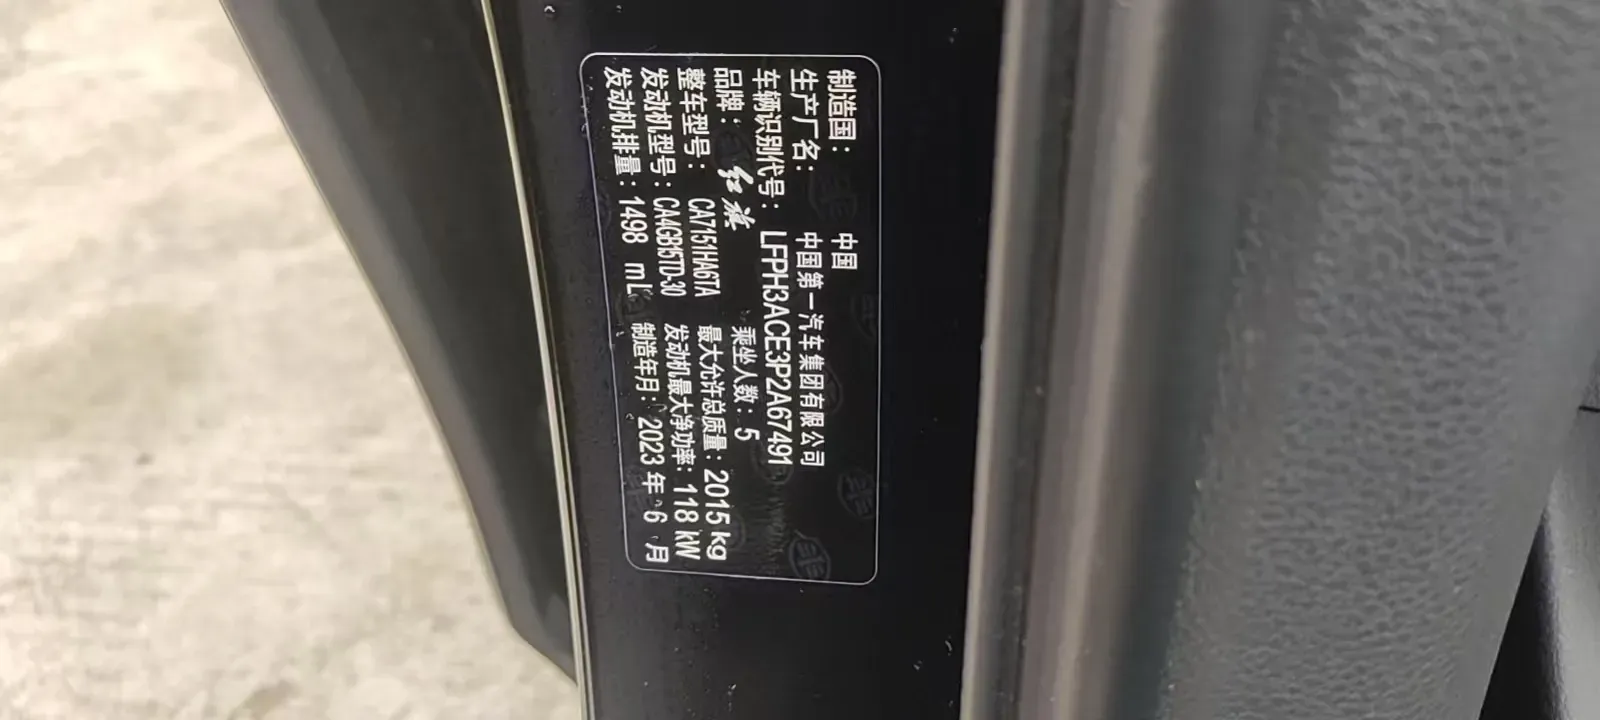 制造国： 中国
生产厂名： 中国第一汽车集团有限公司
车辆识别代号： LFPH3ACE3P2A67491
品牌： 红旗 乘坐人数：5
整车型号： CA7151HA6TA 最大允许总质量：2015 kg
发动机型号：CA4GB15TD-30 发动机最大净功率：118 kW
发动机排量：1498 mL 制造年月：2023 年 6 月